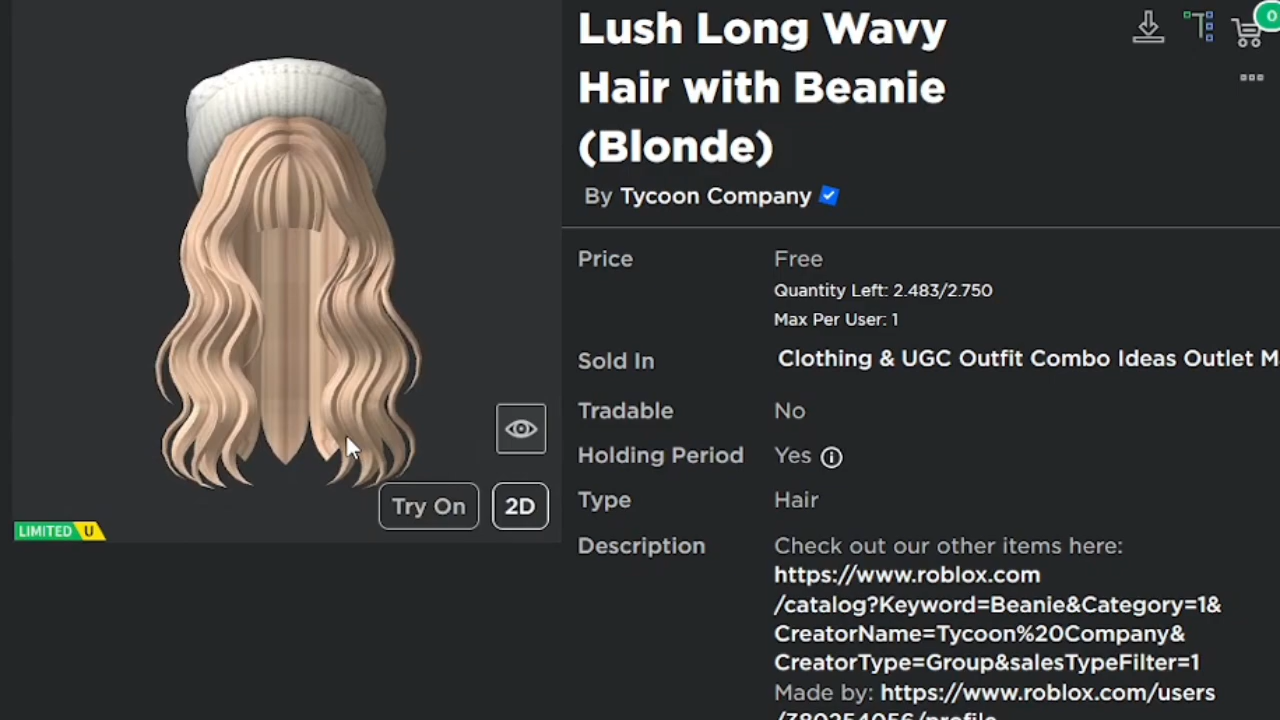 Lush Long Wavy
Hair with Beanie
(Blonde)
0
By Tycoon Company
Price
Free
Quantity Left: 2.483/2.750
Max Per User: 1
Sold In
Clothing & UGC Outfit Combo Ideas Outlet M
Tradable
No
Holding Period
Yes
Type
Hair
Description
Check out our other items here:
https://www.roblox.com
/catalog?Keyword=Beanie&Category=1&
CreatorName=Tycoon%20Company&
CreatorType=Group&salesTypeFilter=1
Made by: https://www.roblox.com/users
/380254056/profile
Try On
2D
LIMITED U